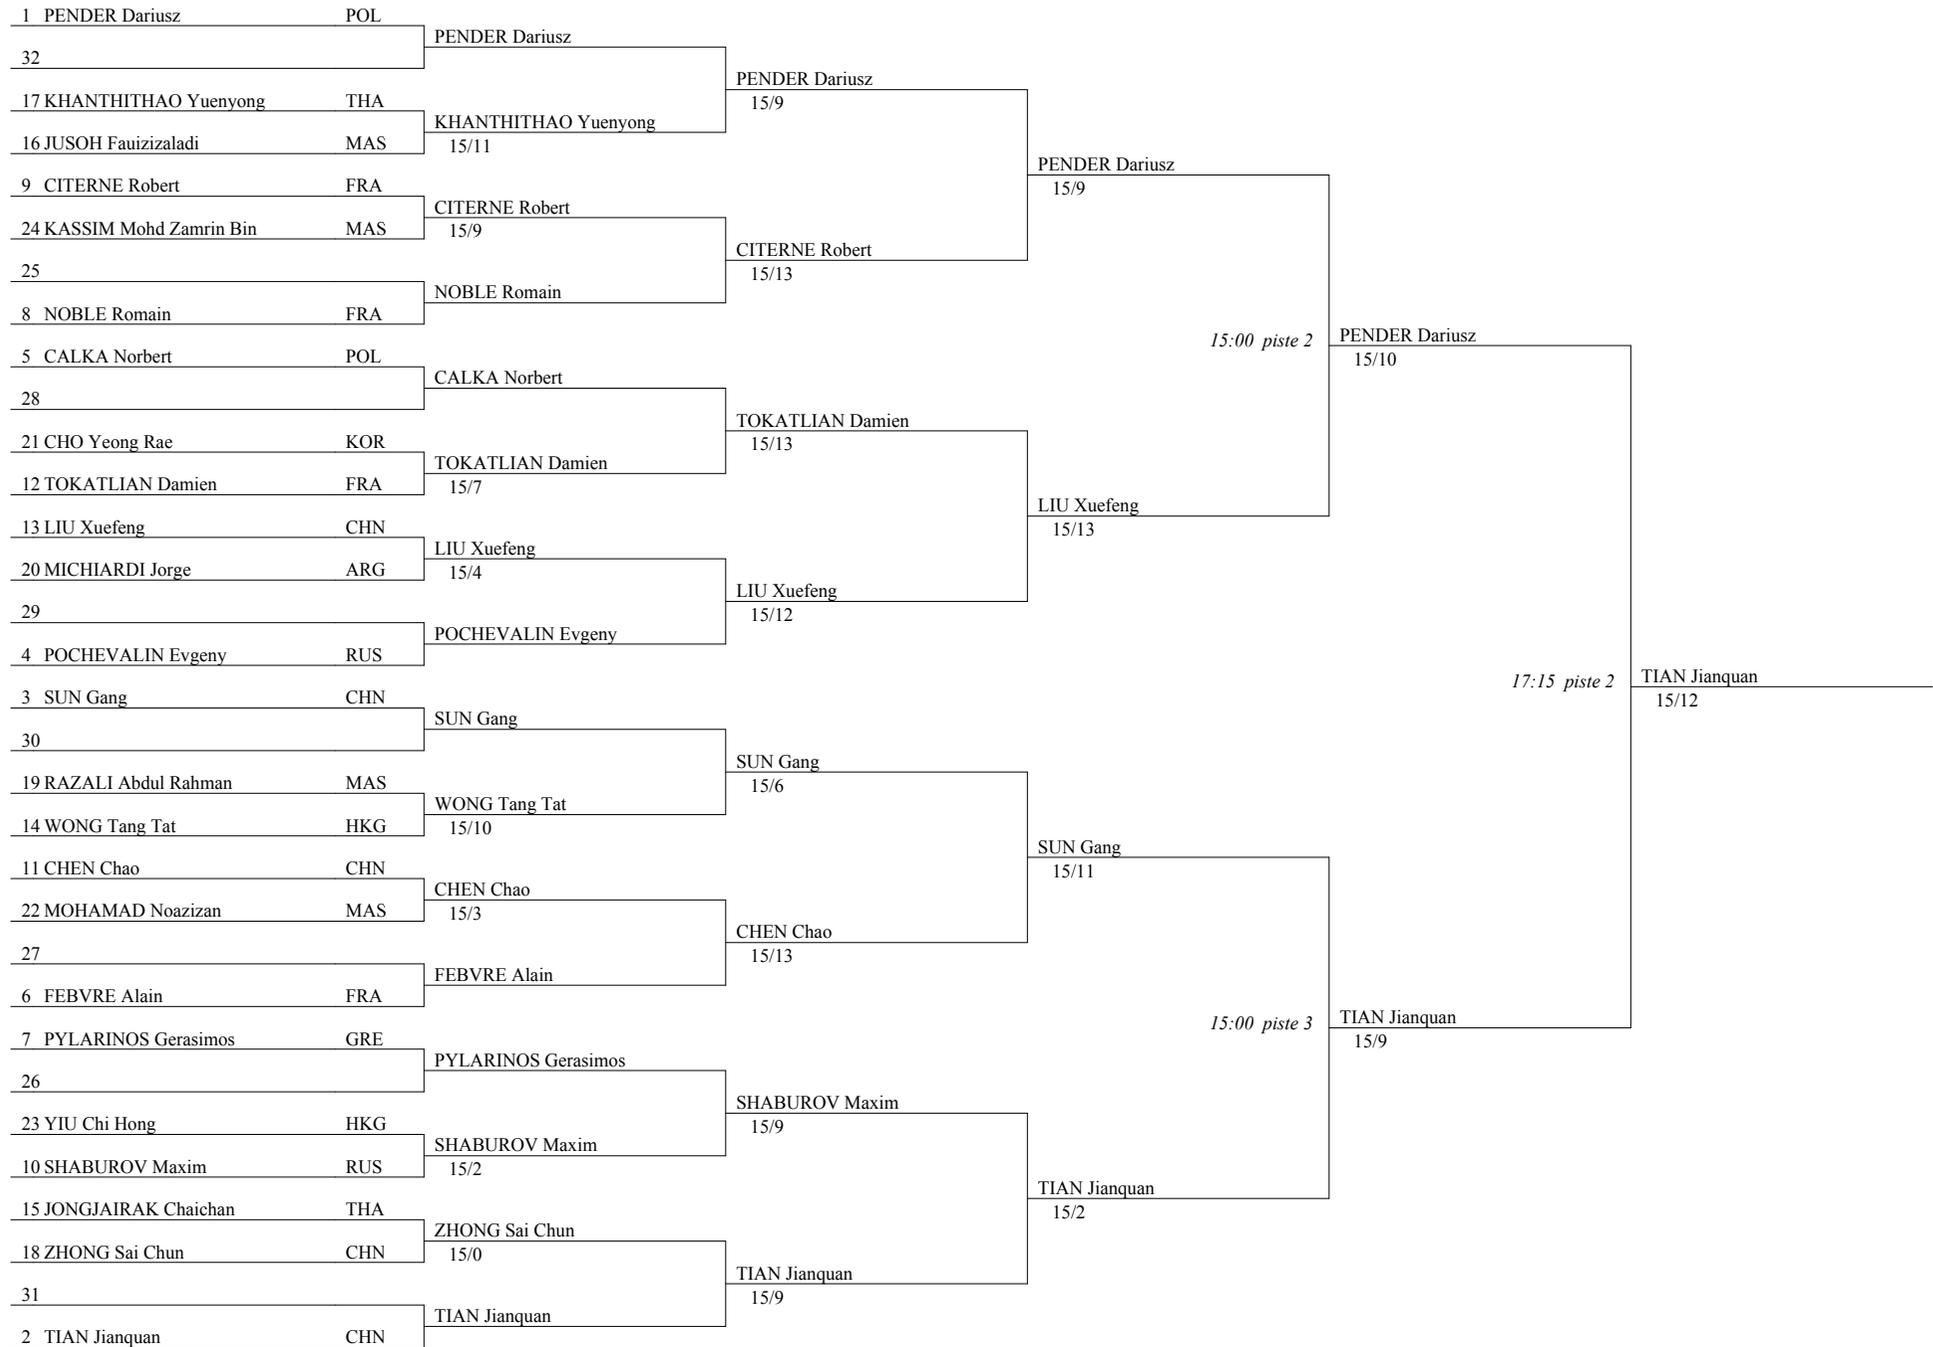 1 PENDER Dariusz POL
PENDER Dariusz
32
PENDER Dariusz
15/9
17 KHANTHITHAO Yuenyong THA
KHANTHITHAO Yuenyong
16 JUSOH Fauizizaladi MAS
15/11
PENDER Dariusz
15/9
9 CITERNE Robert FRA
CITERNE Robert
24 KASSIM Mohd Zamrin Bin MAS
15/9
CITERNE Robert
15/13
25
NOBLE Romain
8 NOBLE Romain FRA
15:00 piste 2
PENDER Dariusz
15/10
5 CALKA Norbert POL
CALKA Norbert
28
TOKATLIAN Damien
15/13
21 CHO Yeong Rae KOR
TOKATLIAN Damien
12 TOKATLIAN Damien FRA
15/7
LIU Xuefeng
15/13
13 LIU Xuefeng CHN
LIU Xuefeng
20 MICHIARDI Jorge ARG
15/4
LIU Xuefeng
15/12
29
POCHEVALIN Evgeny
4 POCHEVALIN Evgeny RUS
17:15 piste 2
TIAN Jianquan
15/12
3 SUN Gang CHN
SUN Gang
30
SUN Gang
15/6
19 RAZALI Abdul Rahman MAS
WONG Tang Tat
14 WONG Tang Tat HKG
15/10
SUN Gang
15/11
11 CHEN Chao CHN
CHEN Chao
22 MOHAMAD Noazizan MAS
15/3
CHEN Chao
15/13
27
FEBVRE Alain
6 FEBVRE Alain FRA
15:00 piste 3
TIAN Jianquan
15/9
7 PYLARINOS Gerasimos GRE
PYLARINOS Gerasimos
26
SHABUROV Maxim
15/9
23 YIU Chi Hong HKG
SHABUROV Maxim
10 SHABUROV Maxim RUS
15/2
TIAN Jianquan
15/2
15 JONGJAIRAK Chaichan THA
ZHONG Sai Chun
18 ZHONG Sai Chun CHN
15/0
TIAN Jianquan
15/9
31
TIAN Jianquan
2 TIAN Jianquan CHN